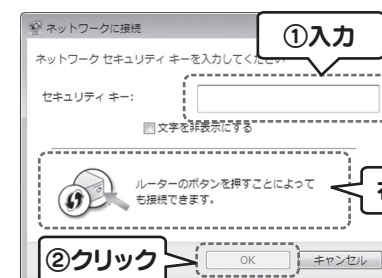 ネットワークに接続
①入力
ネットワーク セキュリティ キーを入力してくだ
セキュリティ キー:
文字を非表示にする
ルーターのボタンを押すことによって
も接続できます。
②クリック
OK
キャンセル